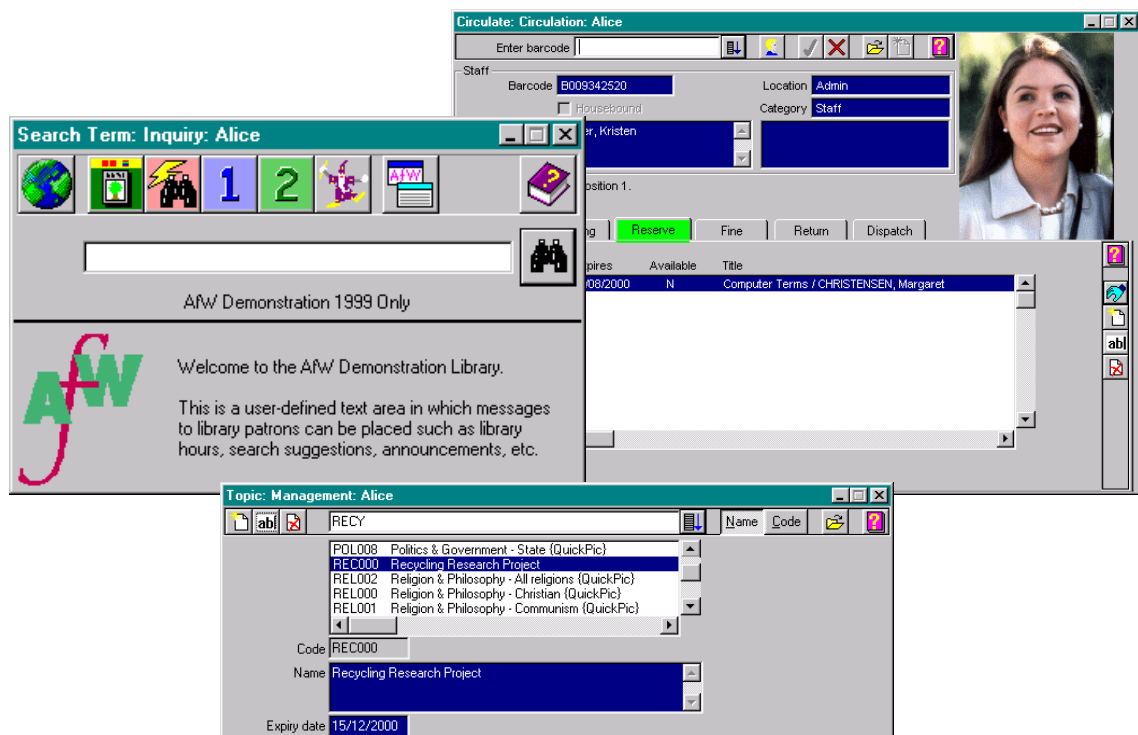 Circulate: Circulation: Alice
Enter barcode
Staff
Barcode B009342520 Location Admin
Housebound Category Staff
Kristen
1.
Reserve Fine Return Dispatch
Available Title
/08/2000 N Computer Terms / CHRISTENSEN, Margaret
abl
Search Term: Inquiry: Alice
1 2 AfW
AfW Demonstration 1999 Only
AfW
Welcome to the AfW Demonstration Library.
This is a user-defined text area in which messages
to library patrons can be placed such as library
hours, search suggestions, announcements, etc.
Topic: Management: Alice
abl RECY Name Code
POL008 Politics & Government - State {QuickPic}
REC000 Recycling Research Project
REL002 Religion & Philosophy - All religions {QuickPic}
REL000 Religion & Philosophy - Christian {QuickPic}
REL001 Religion & Philosophy - Communism {QuickPic}
Code REC000
Name Recycling Research Project
Expiry date 15/12/2000